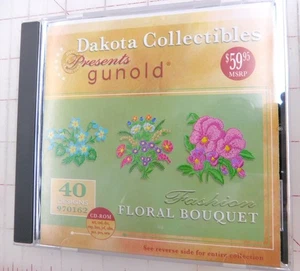 Dakota Collectibles
Presents
gunold®
$59.95
MSRP
40
970162
CD-ROM
Fashion
FLORAL BOUQUET
See reverse side for entire collection